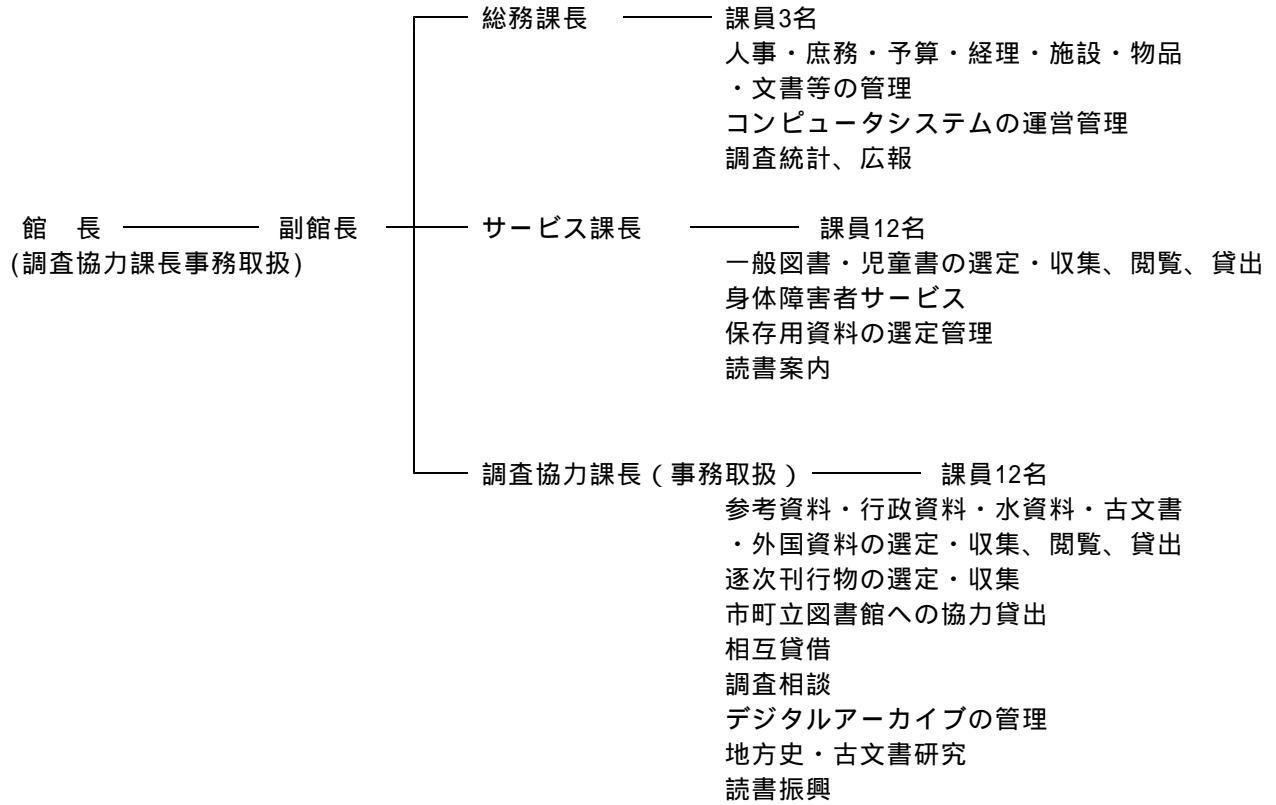 総務課長 課員3名
人事・庶務・予算・経理・施設・物品
・文書等の管理
コンピュータシステムの運営管理
調査統計、広報
館　長 副館長 サービス課長 課員12名
(調査協力課長事務取扱)
一般図書・児童書の選定・収集、閲覧、貸出
身体障害者サービス
保存用資料の選定管理
読書案内
調査協力課長（事務取扱） 課員12名
参考資料・行政資料・水資料・古文書
・外国資料の選定・収集、閲覧、貸出
逐次刊行物の選定・収集
市町立図書館への協力貸出
相互貸借
調査相談
デジタルアーカイブの管理
地方史・古文書研究
読書振興